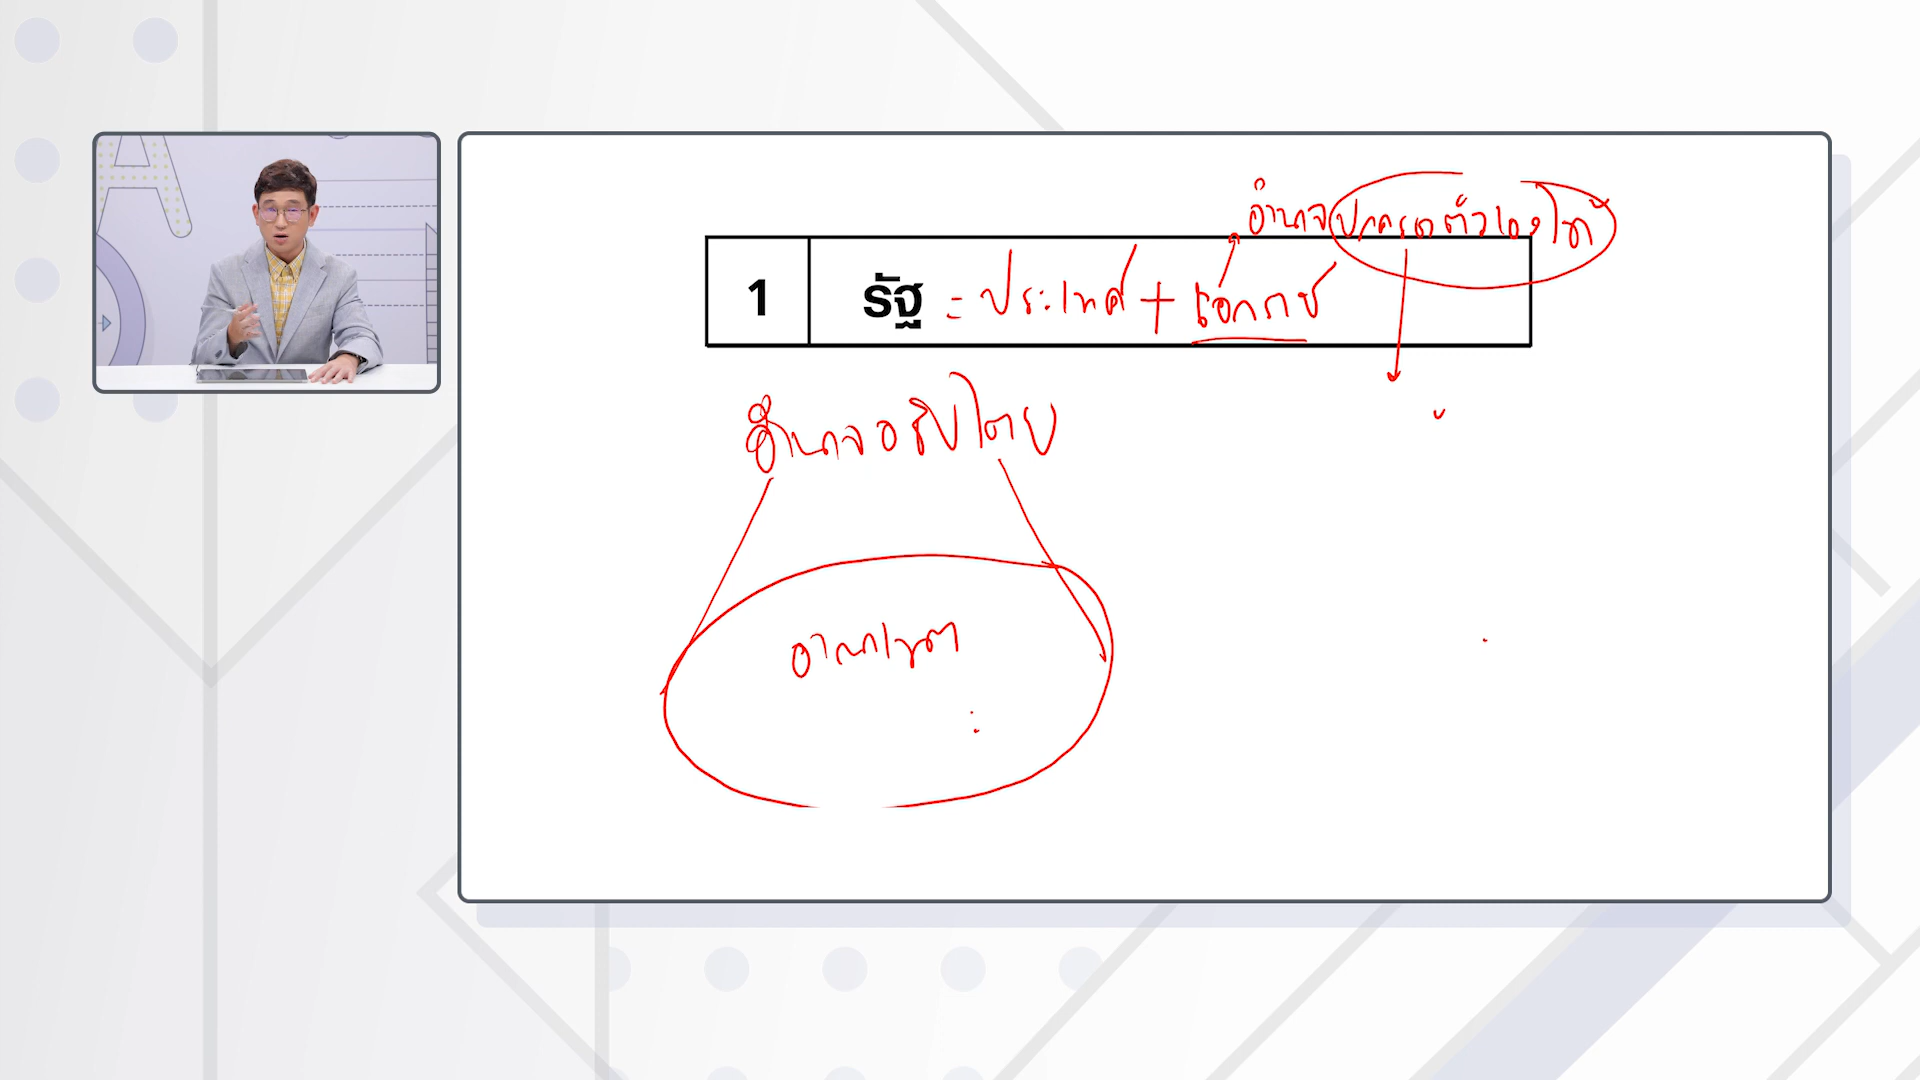 อำนาจปกครองตัวเองได้
1 รัฐ = ประเทศ + เอกราช
อำนาจอธิปไตย
อาณาเขต